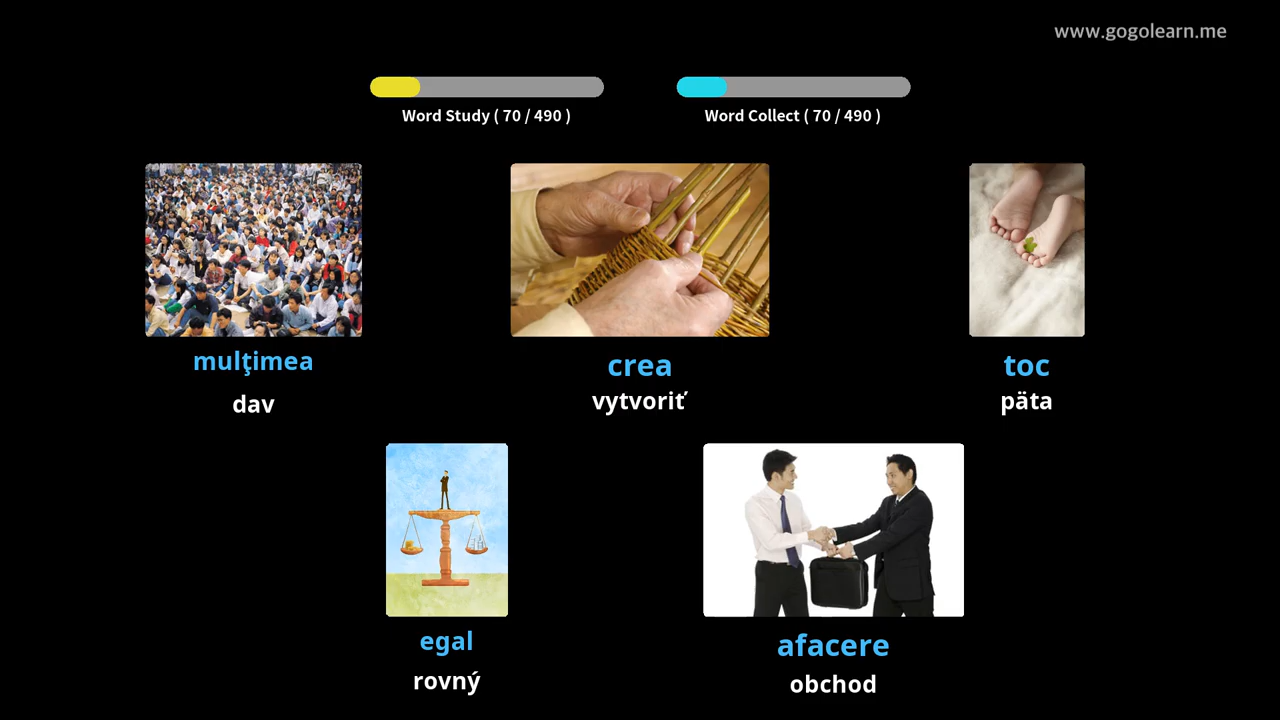 www.gogolearn.me
Word Study ( 70 / 490 )
Word Collect ( 70 / 490 )
mulţimea
dav
crea
vytvoriť
toc
päta
egal
rovný
afacere
obchod